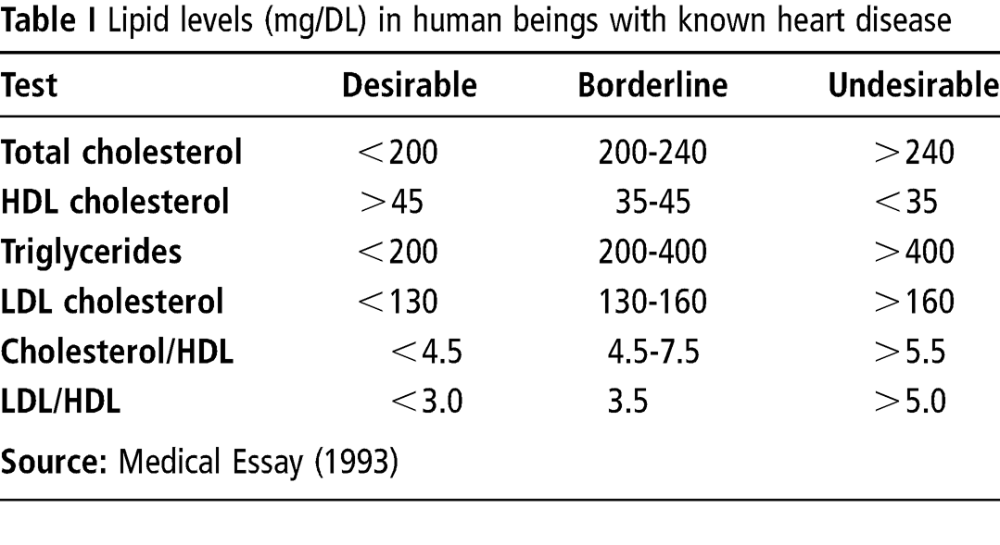 Table I Lipid levels (mg/DL) in human beings with known heart disease
Test Desirable Borderline Undesirable
Total cholesterol <200 200-240 >240
HDL cholesterol >45 35-45 <35
Triglycerides <200 200-400 >400
LDL cholesterol <130 130-160 >160
Cholesterol/HDL <4.5 4.5-7.5 >5.5
LDL/HDL <3.0 3.5 >5.0
Source: Medical Essay (1993)